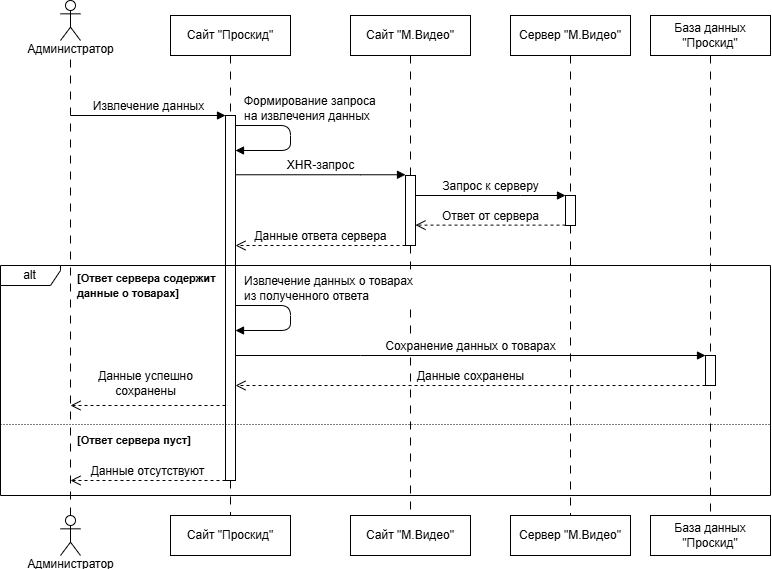 Администратор
Сайт "Проскид"
Сайт "М.Видео"
Сервер "М.Видео"
База данных
"Проскид"
Извлечение данных
Формирование запроса
на извлечения данных
XHR-запрос
Запрос к серверу
Ответ от сервера
Данные ответа сервера
alt
[Ответ сервера содержит
данные о товарах]
Извлечение данных о товарах
из полученного ответа
Сохранение данных о товарах
Данные сохранены
Данные успешно
сохранены
[Ответ сервера пуст]
Данные отсутствуют
Администратор
Сайт "Проскид"
Сайт "М.Видео"
Сервер "М.Видео"
База данных
"Проскид"